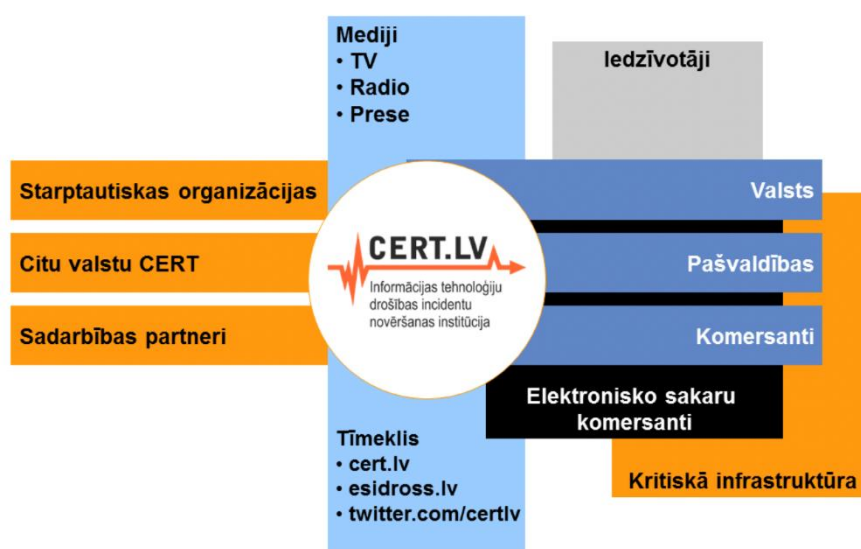 Mediji
• TV
• Radio
• Prese
Iedzīvotāji
Starptautiskas organizācijas
Valsts
Citu valstu CERT
Pašvaldības
Sadarbības partneri
Komersanti
CERT.LV
Informācijas tehnoloģiju
drošības incidentu
novēršanas institūcija
Elektronisko sakaru
komersanti
Tīmeklis
• cert.lv
• esidross.lv
• twitter.com/certlv
Kritiskā infrastruktūra